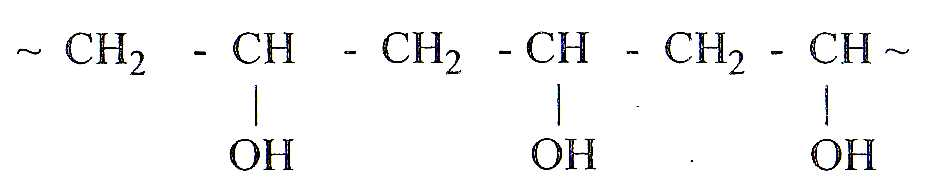 ~ CH₂ - CH - CH₂ - CH - CH₂ - CH ~
| | |
OH OH OH